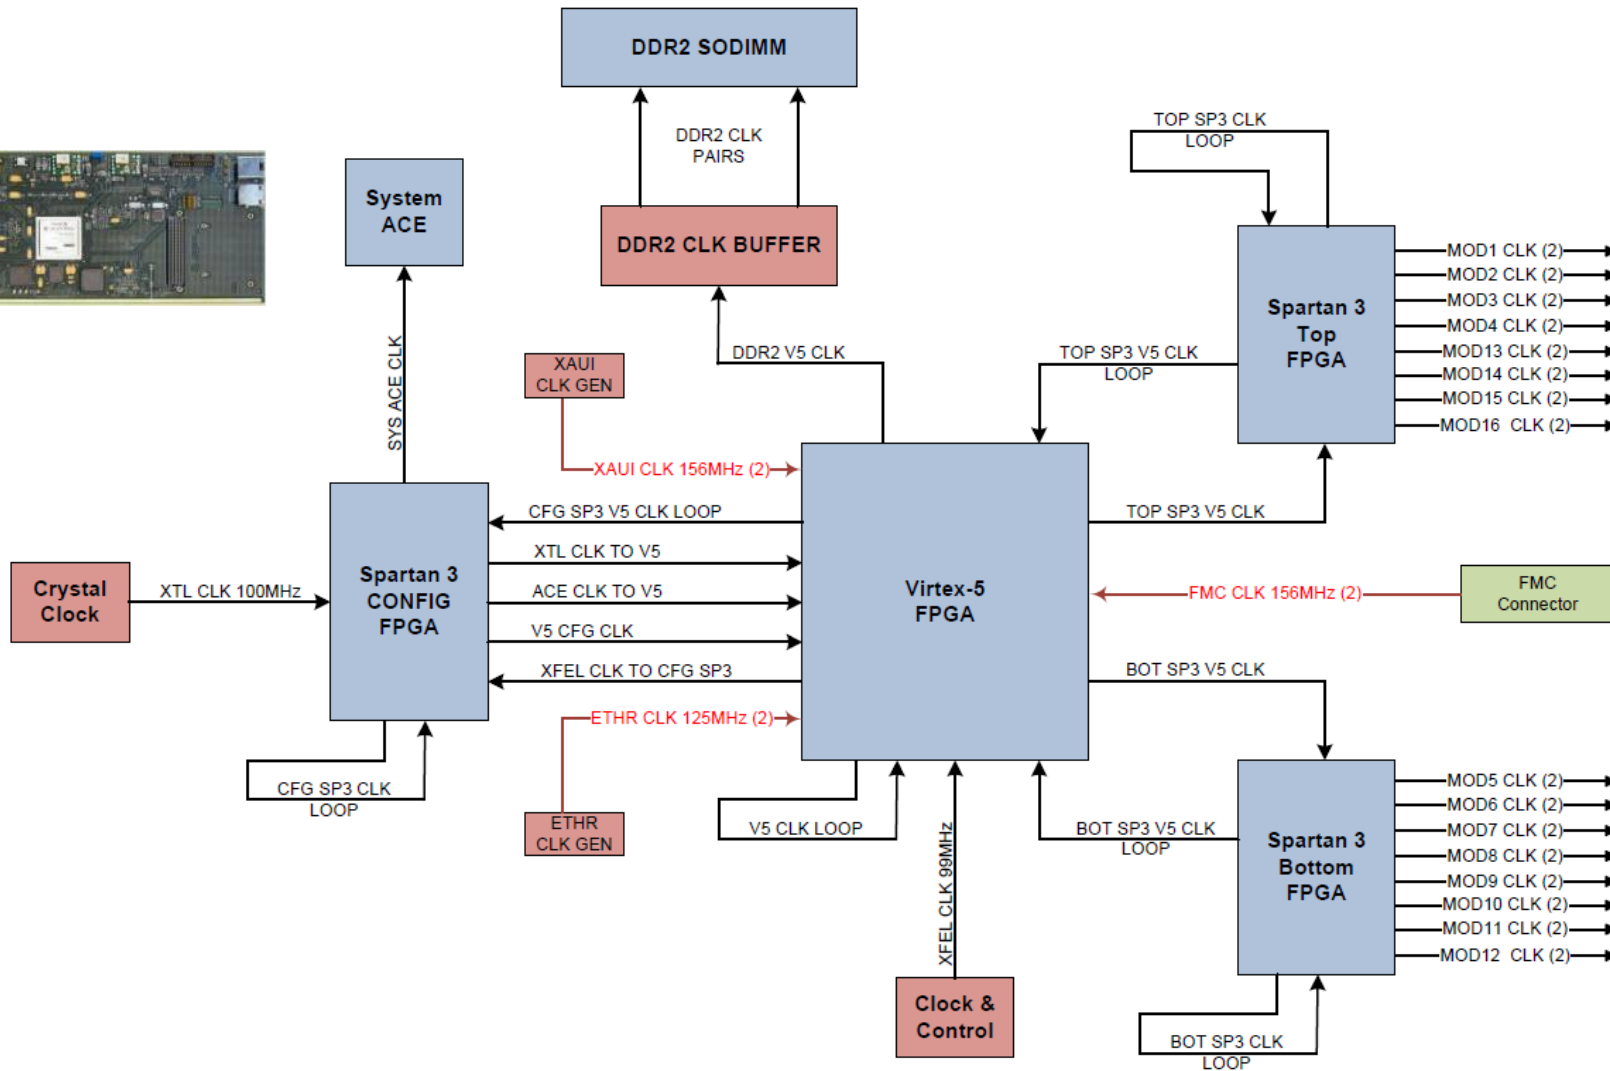 DDR2 SODIMM
DDR2 CLK
PAIRS
TOP SP3 CLK
LOOP
System
ACE
DDR2 CLK BUFFER
MOD1 CLK (2)
MOD2 CLK (2)
MOD3 CLK (2)
MOD4 CLK (2)
MOD13 CLK (2)
MOD14 CLK (2)
MOD15 CLK (2)
MOD16 CLK (2)
Spartan 3
Top
FPGA
SYS ACE CLK
XAUI
CLK GEN
DDR2 V5 CLK
TOP SP3 V5 CLK
LOOP
XAUI CLK 156MHz (2)
CFG SP3 V5 CLK LOOP
TOP SP3 V5 CLK
XTL CLK TO V5
Crystal
Clock
XTL CLK 100MHz
Spartan 3
CONFIG
FPGA
ACE CLK TO V5
Virtex-5
FPGA
FMC CLK 156MHz (2)
FMC
Connector
V5 CFG CLK
XFEL CLK TO CFG SP3
BOT SP3 V5 CLK
ETHR CLK 125MHz (2)
CFG SP3 CLK
LOOP
ETHR
CLK GEN
V5 CLK LOOP
XFEL CLK 99MHz
BOT SP3 V5 CLK
LOOP
Spartan 3
Bottom
FPGA
MOD5 CLK (2)
MOD6 CLK (2)
MOD7 CLK (2)
MOD8 CLK (2)
MOD9 CLK (2)
MOD10 CLK (2)
MOD11 CLK (2)
MOD12 CLK (2)
Clock &
Control
BOT SP3 CLK
LOOP